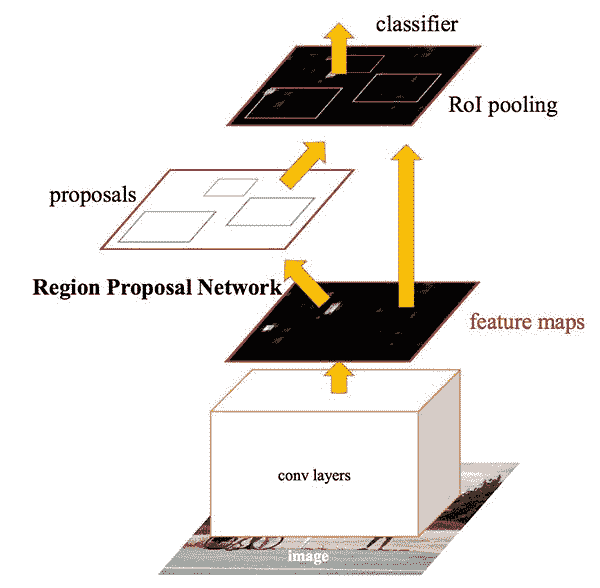 classifier
RoI pooling
proposals
Region Proposal Network
feature maps
conv layers
image